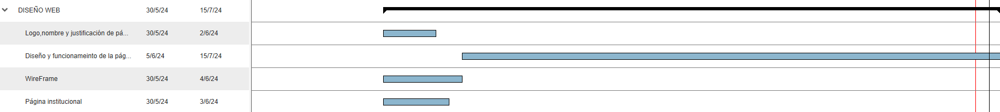 DISEÑO WEB 30/5/24 15/7/24
Logo,nombre y justificación de pá... 30/5/24 2/6/24
Diseño y funcionameinto de la pág... 5/6/24 15/7/24
WireFrame 30/5/24 4/6/24
Página institucional 30/5/24 3/6/24